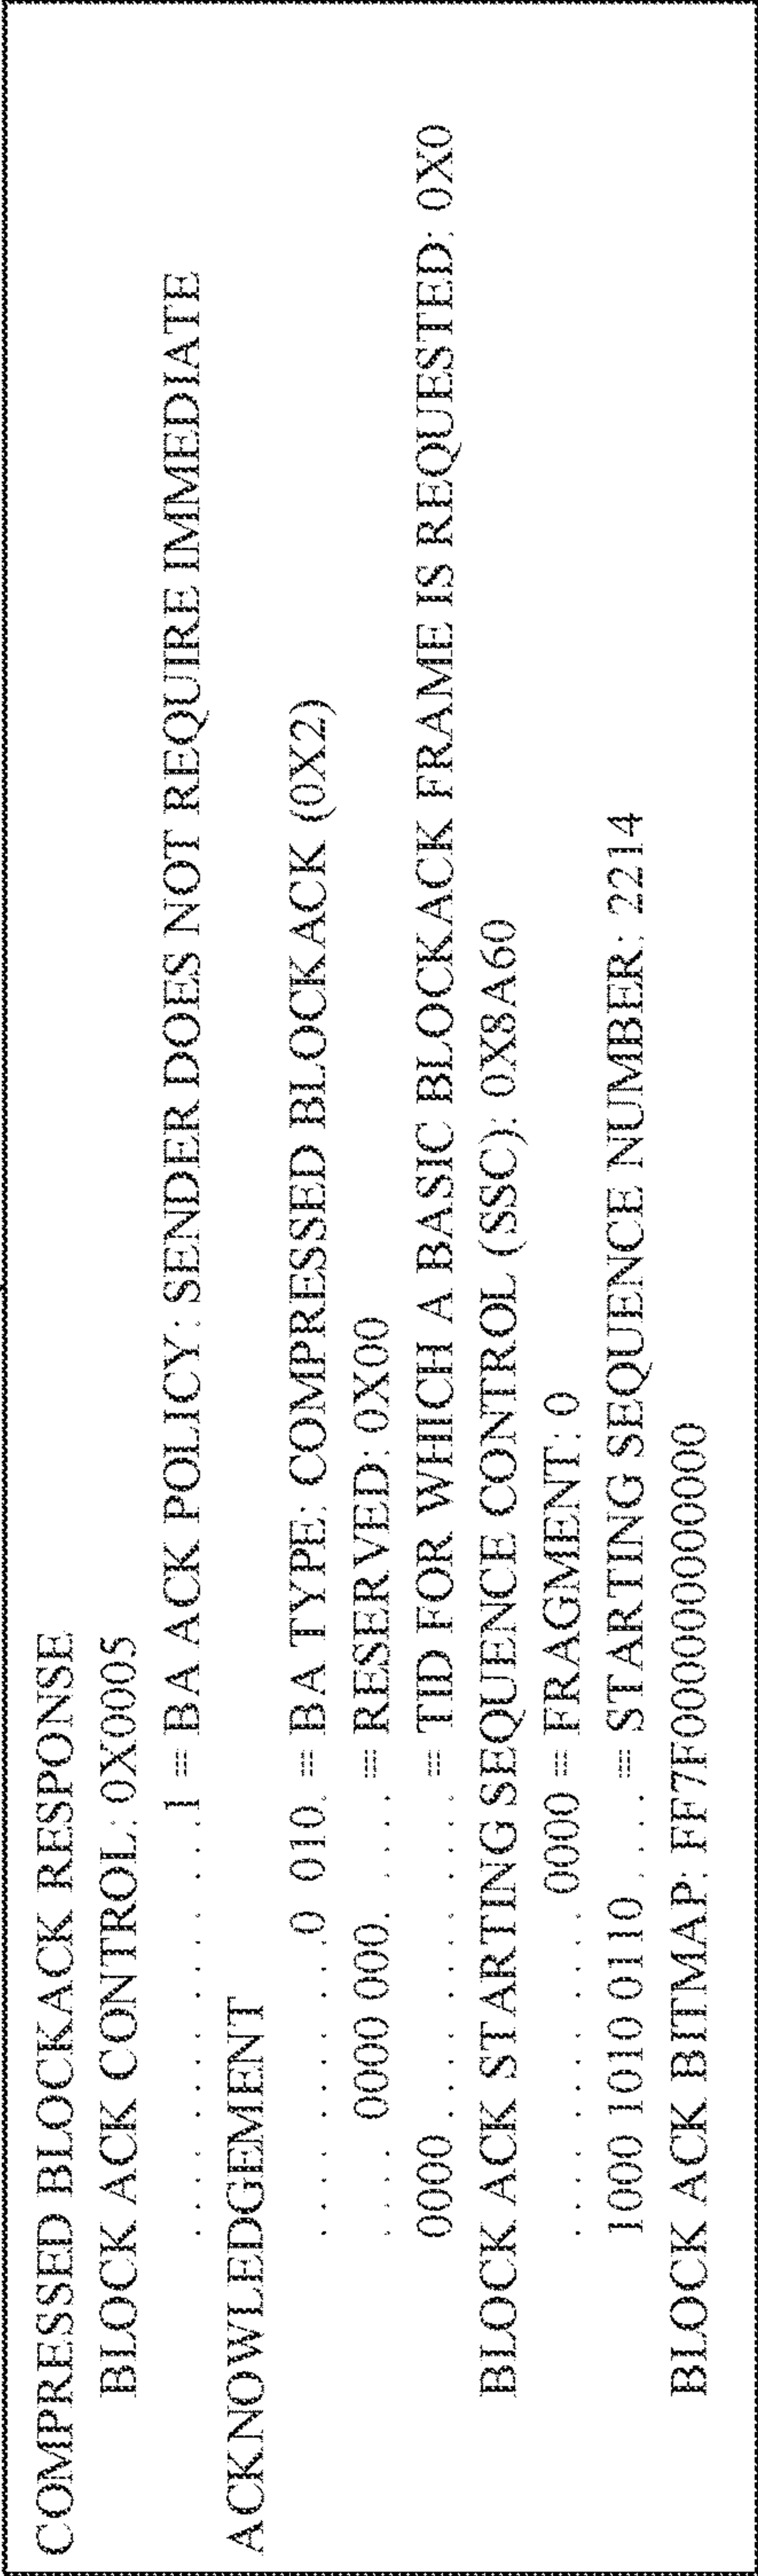 COMPRESSED BLOCKACK RESPONSE
BLOCK ACK CONTROL: 0X0005
.... .... .... ...1 = BA ACK POLICY: SENDER DOES NOT REQUIRE IMMEDIATE
ACKNOWLEDGEMENT
.... .... ...0 010. = BA TYPE: COMPRESSED BLOCKACK (0X2)
.... 0000 000. .... = RESERVED: 0X00
0000 .... .... .... = TID FOR WHICH A BASIC BLOCKACK FRAME IS REQUESTED: 0X0
BLOCK ACK STARTING SEQUENCE CONTROL (SSC): 0X8A60
.... .... .... 0000 = FRAGMENT: 0
1000 1010 0110 .... = STARTING SEQUENCE NUMBER: 2214
BLOCK ACK BITMAP: FF7F000000000000